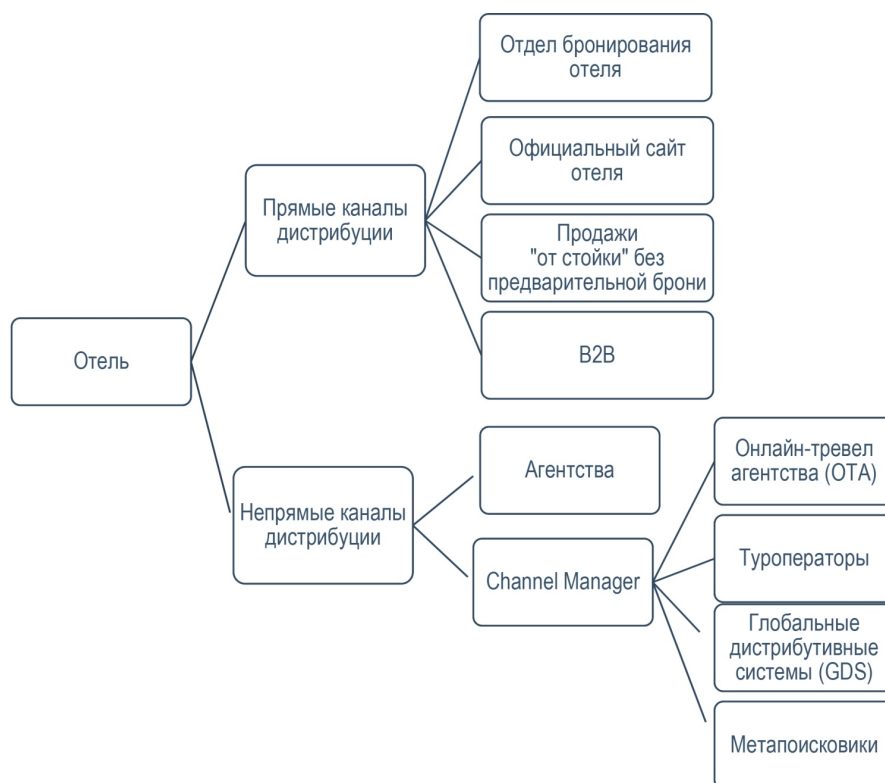 Отдел бронирования
отеля
Официальный сайт
отеля
Прямые каналы
дистрибуции
Продажи
"от стойки" без
предварительной брони
Отель
B2B
Агентства
Онлайн-тревел
агентства (ОТА)
Непрямые каналы
дистрибуции
Туроператоры
Channel Manager
Глобальные
дистрибутивные
системы (GDS)
Метапоисковики